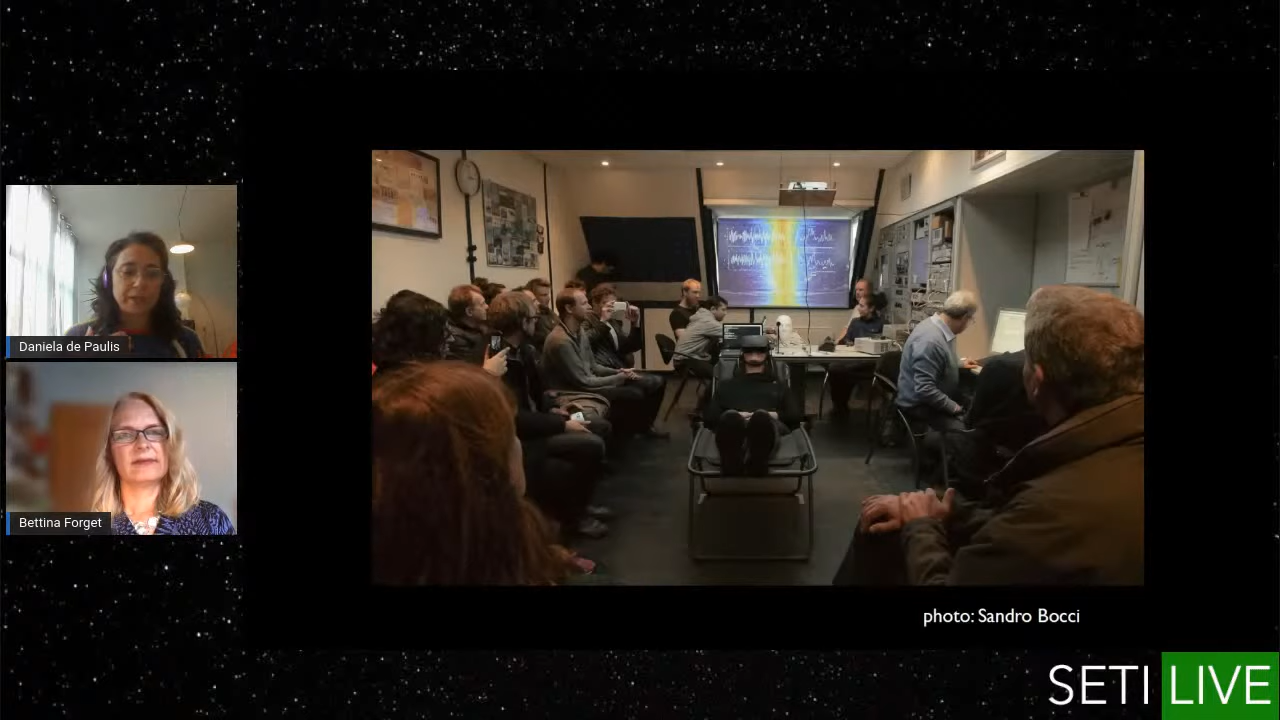 Daniela de Paulis
Bettina Forget
photo: Sandro Bocci
SETI LIVE